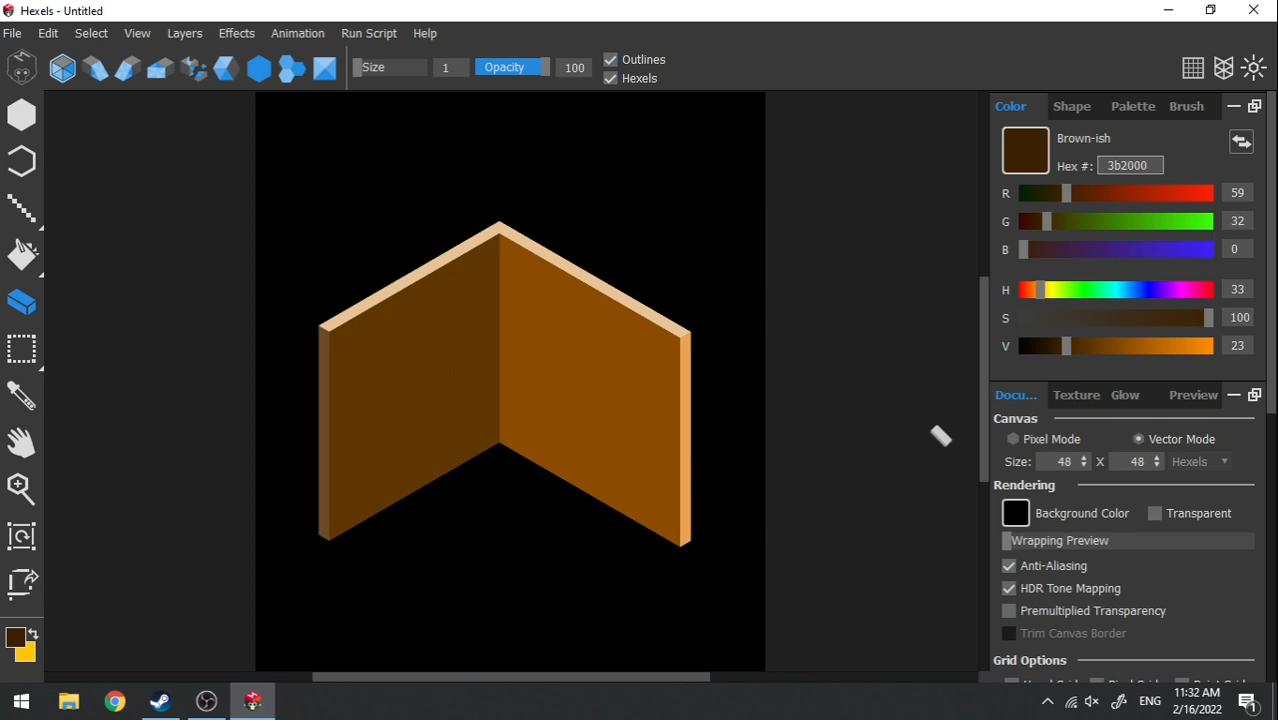 Hexels - Untitled
File Edit Select View Layers Effects Animation Run Script Help
Size 1 Opacity 100 Outlines
Hexels
Color Shape Palette Brush
Brown-ish
Hex #: 3b2000
R 59
G 32
B 0
H 33
S 100
V 23
Docu... Texture Glow Preview
Canvas
Pixel Mode Vector Mode
Size: 48 X 48 Hexels
Rendering
Background Color Transparent
Wrapping Preview
Anti-Aliasing
HDR Tone Mapping
Premultiplied Transparency
Trim Canvas Border
Grid Options
ENG 11:32 AM
2/16/2022 1